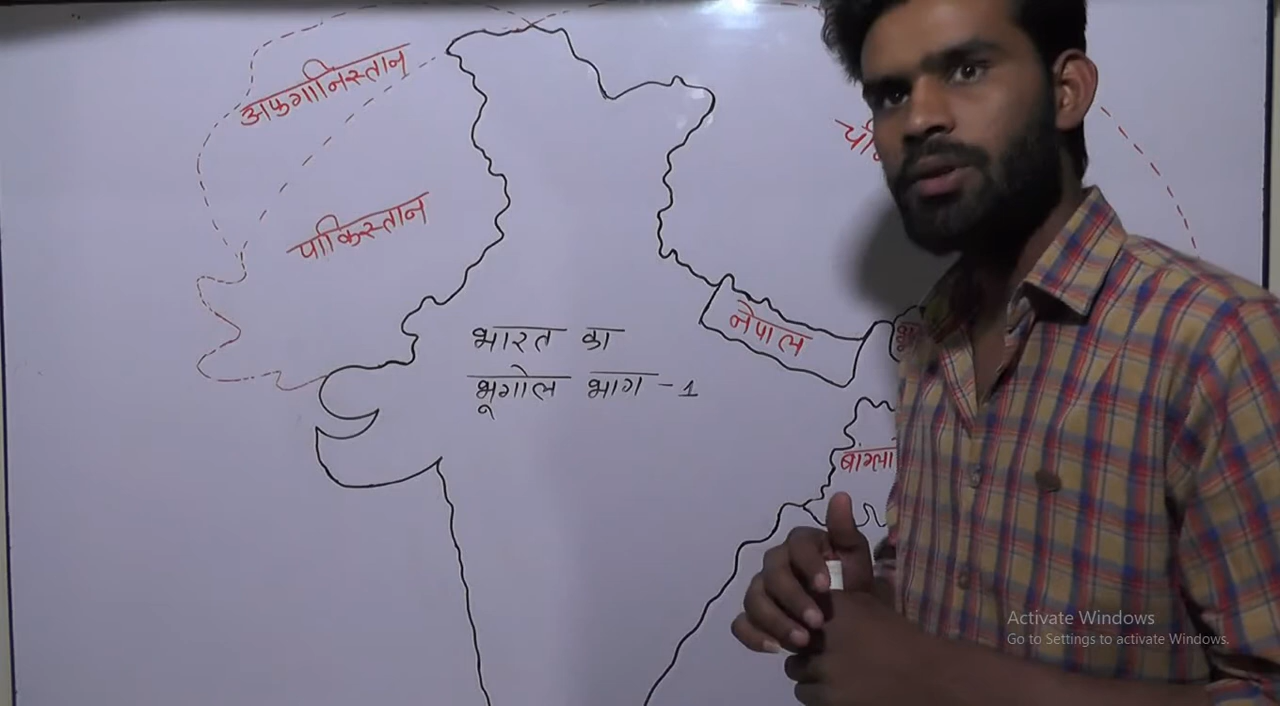 अफगानिस्तान
पाकिस्तान
नेपाल
भारत का
भूगोल भाग - 1
Activate Windows
Go to Settings to activate Windows.